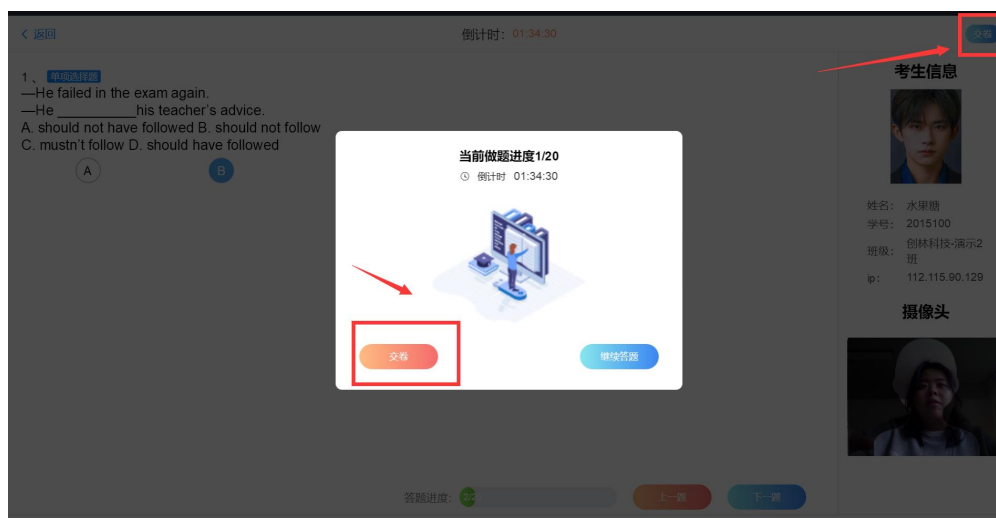 < 返回
倒计时: 01:34:30
交卷
1 、 单项选择题
—He failed in the exam again.
—He __________his teacher's advice.
A. should not have followed B. should not follow
C. mustn't follow D. should have followed
A
B
当前做题进度1/20
倒计时 01:34:30
交卷
继续答题
考生信息
姓名: 水果糖
学号: 2015100
班级: 创林科技-演示2
班
ip: 112.115.90.129
摄像头
答题进度:
上一题
下一题